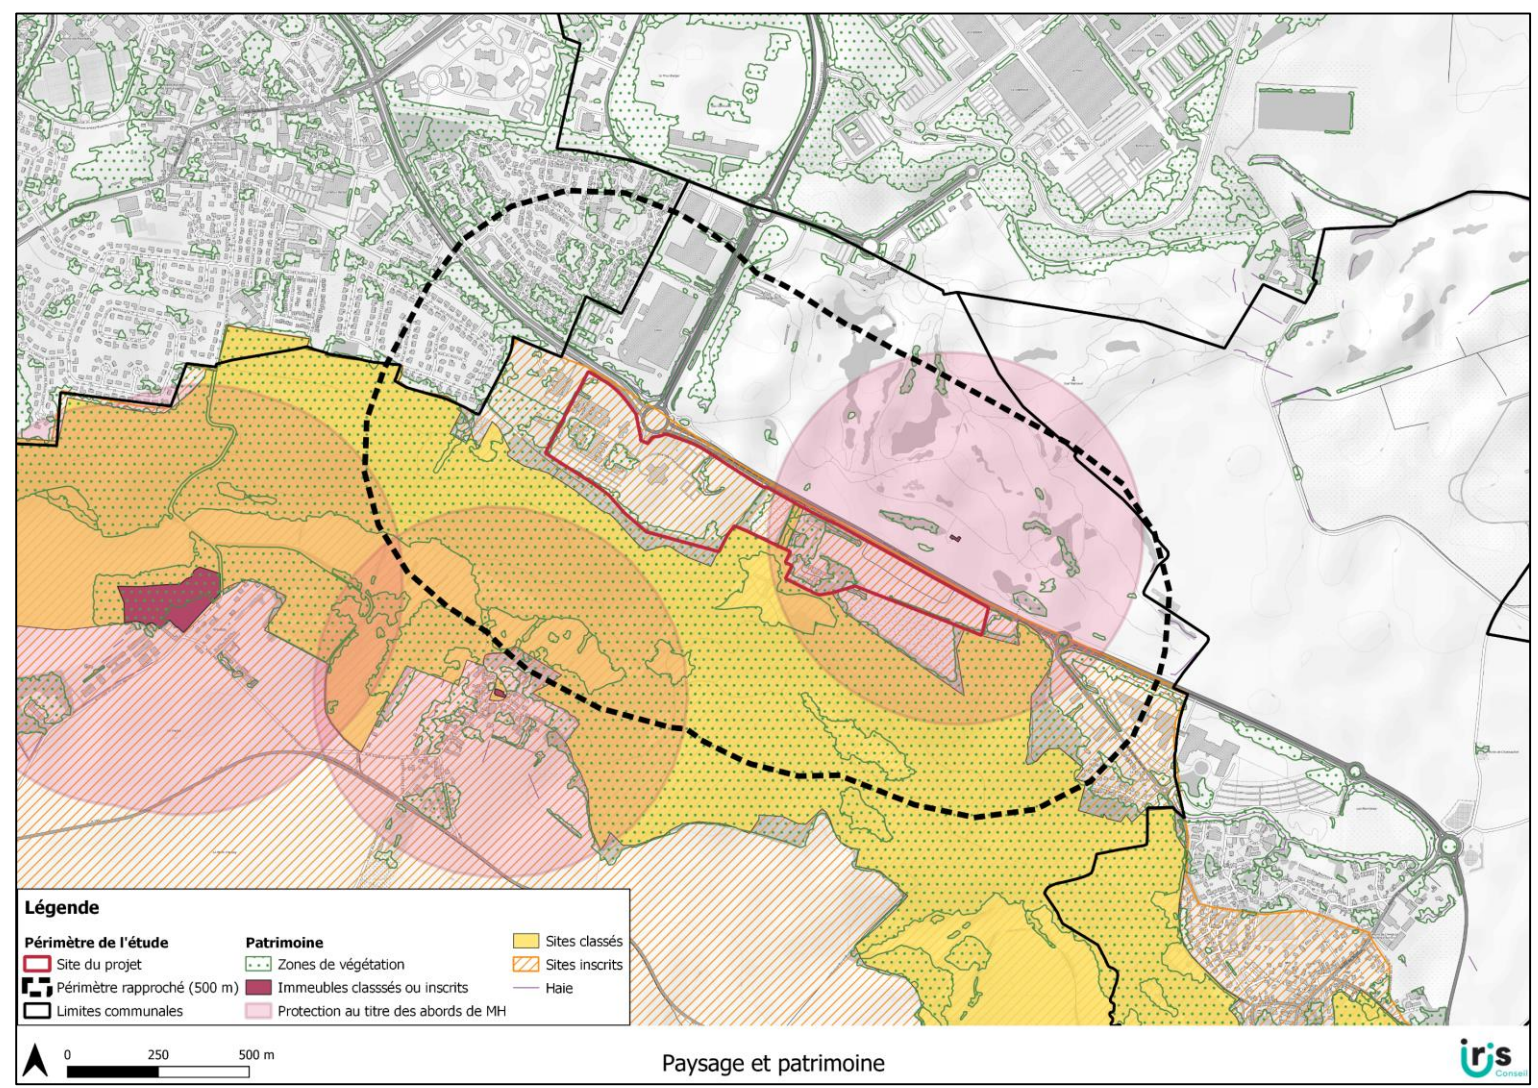 Légende
Périmètre de l'étude
Site du projet
Périmètre rapproché (500 m)
Limites communales
Patrimoine
Zones de végétation
Immeubles classsés ou inscrits
Protection au titre des abords de MH
Sites classés
Sites inscrits
Haie
0 250 500 m
Paysage et patrimoine
iris
Conseil